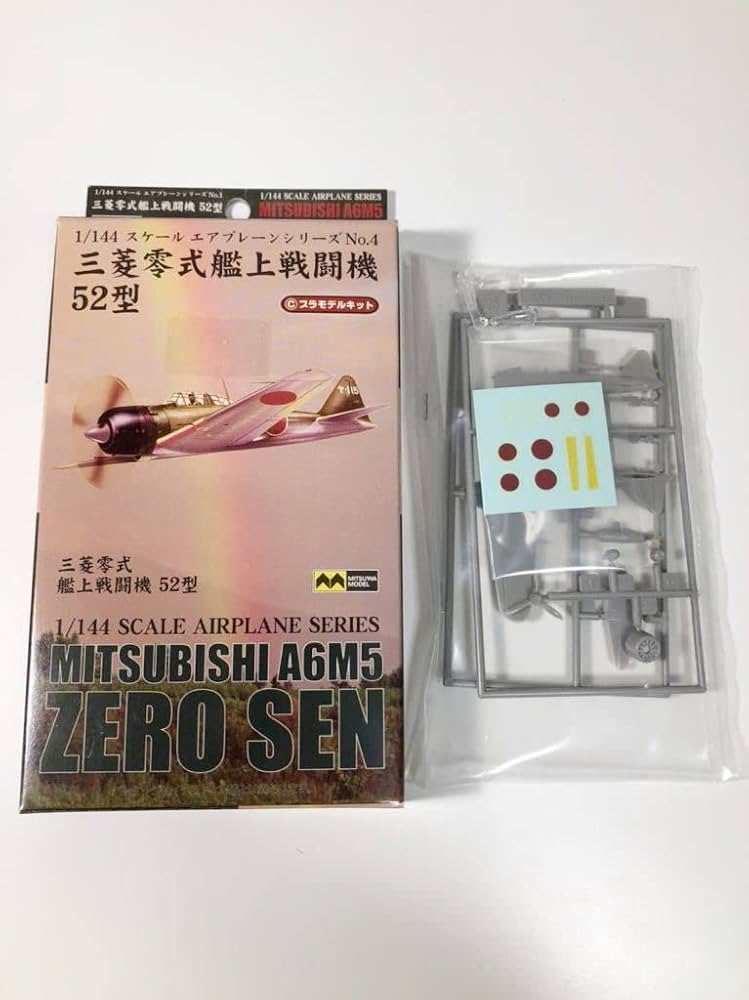 1/144 スケール エアプレーンシリーズ No.1
三菱零式艦上戦闘機 52型
1/144 SCALE AIRPLANE SERIES
MITSUBISHI A6M5
1/144 スケール エアプレーンシリーズ No.4
三菱零式艦上戦闘機
52型
Ⓒプラモデルキット
三菱零式
艦上戦闘機 52型
MITSUWA
MODEL
1/144 SCALE AIRPLANE SERIES
MITSUBISHI A6M5
ZERO SEN